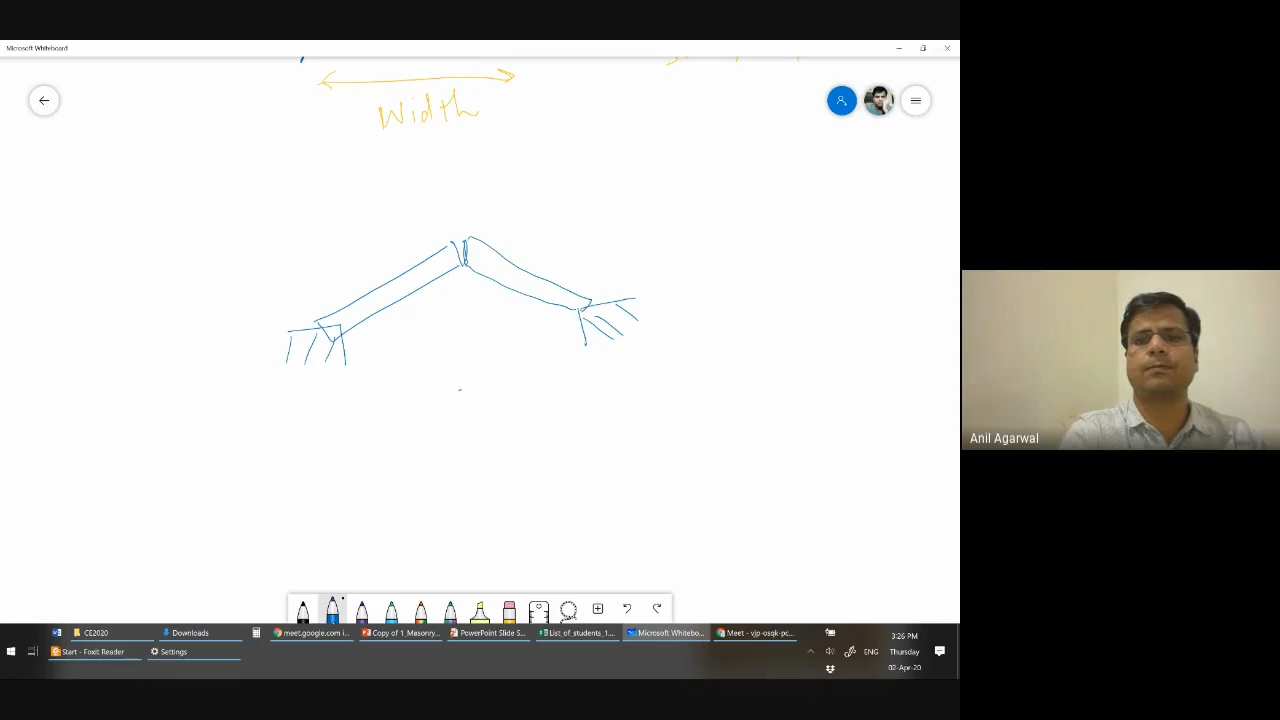 Microsoft Whiteboard
Width
Anil Agarwal
CE2020
Downloads
meet.google.com i...
Copy of 1_Masonry...
PowerPoint Slide S...
List_of_students_1...
Microsoft Whitebo...
Meet - vjp-osqk-pc...
3:26 PM
Start - Foxit Reader
Settings
ENG
Thursday
02-Apr-20